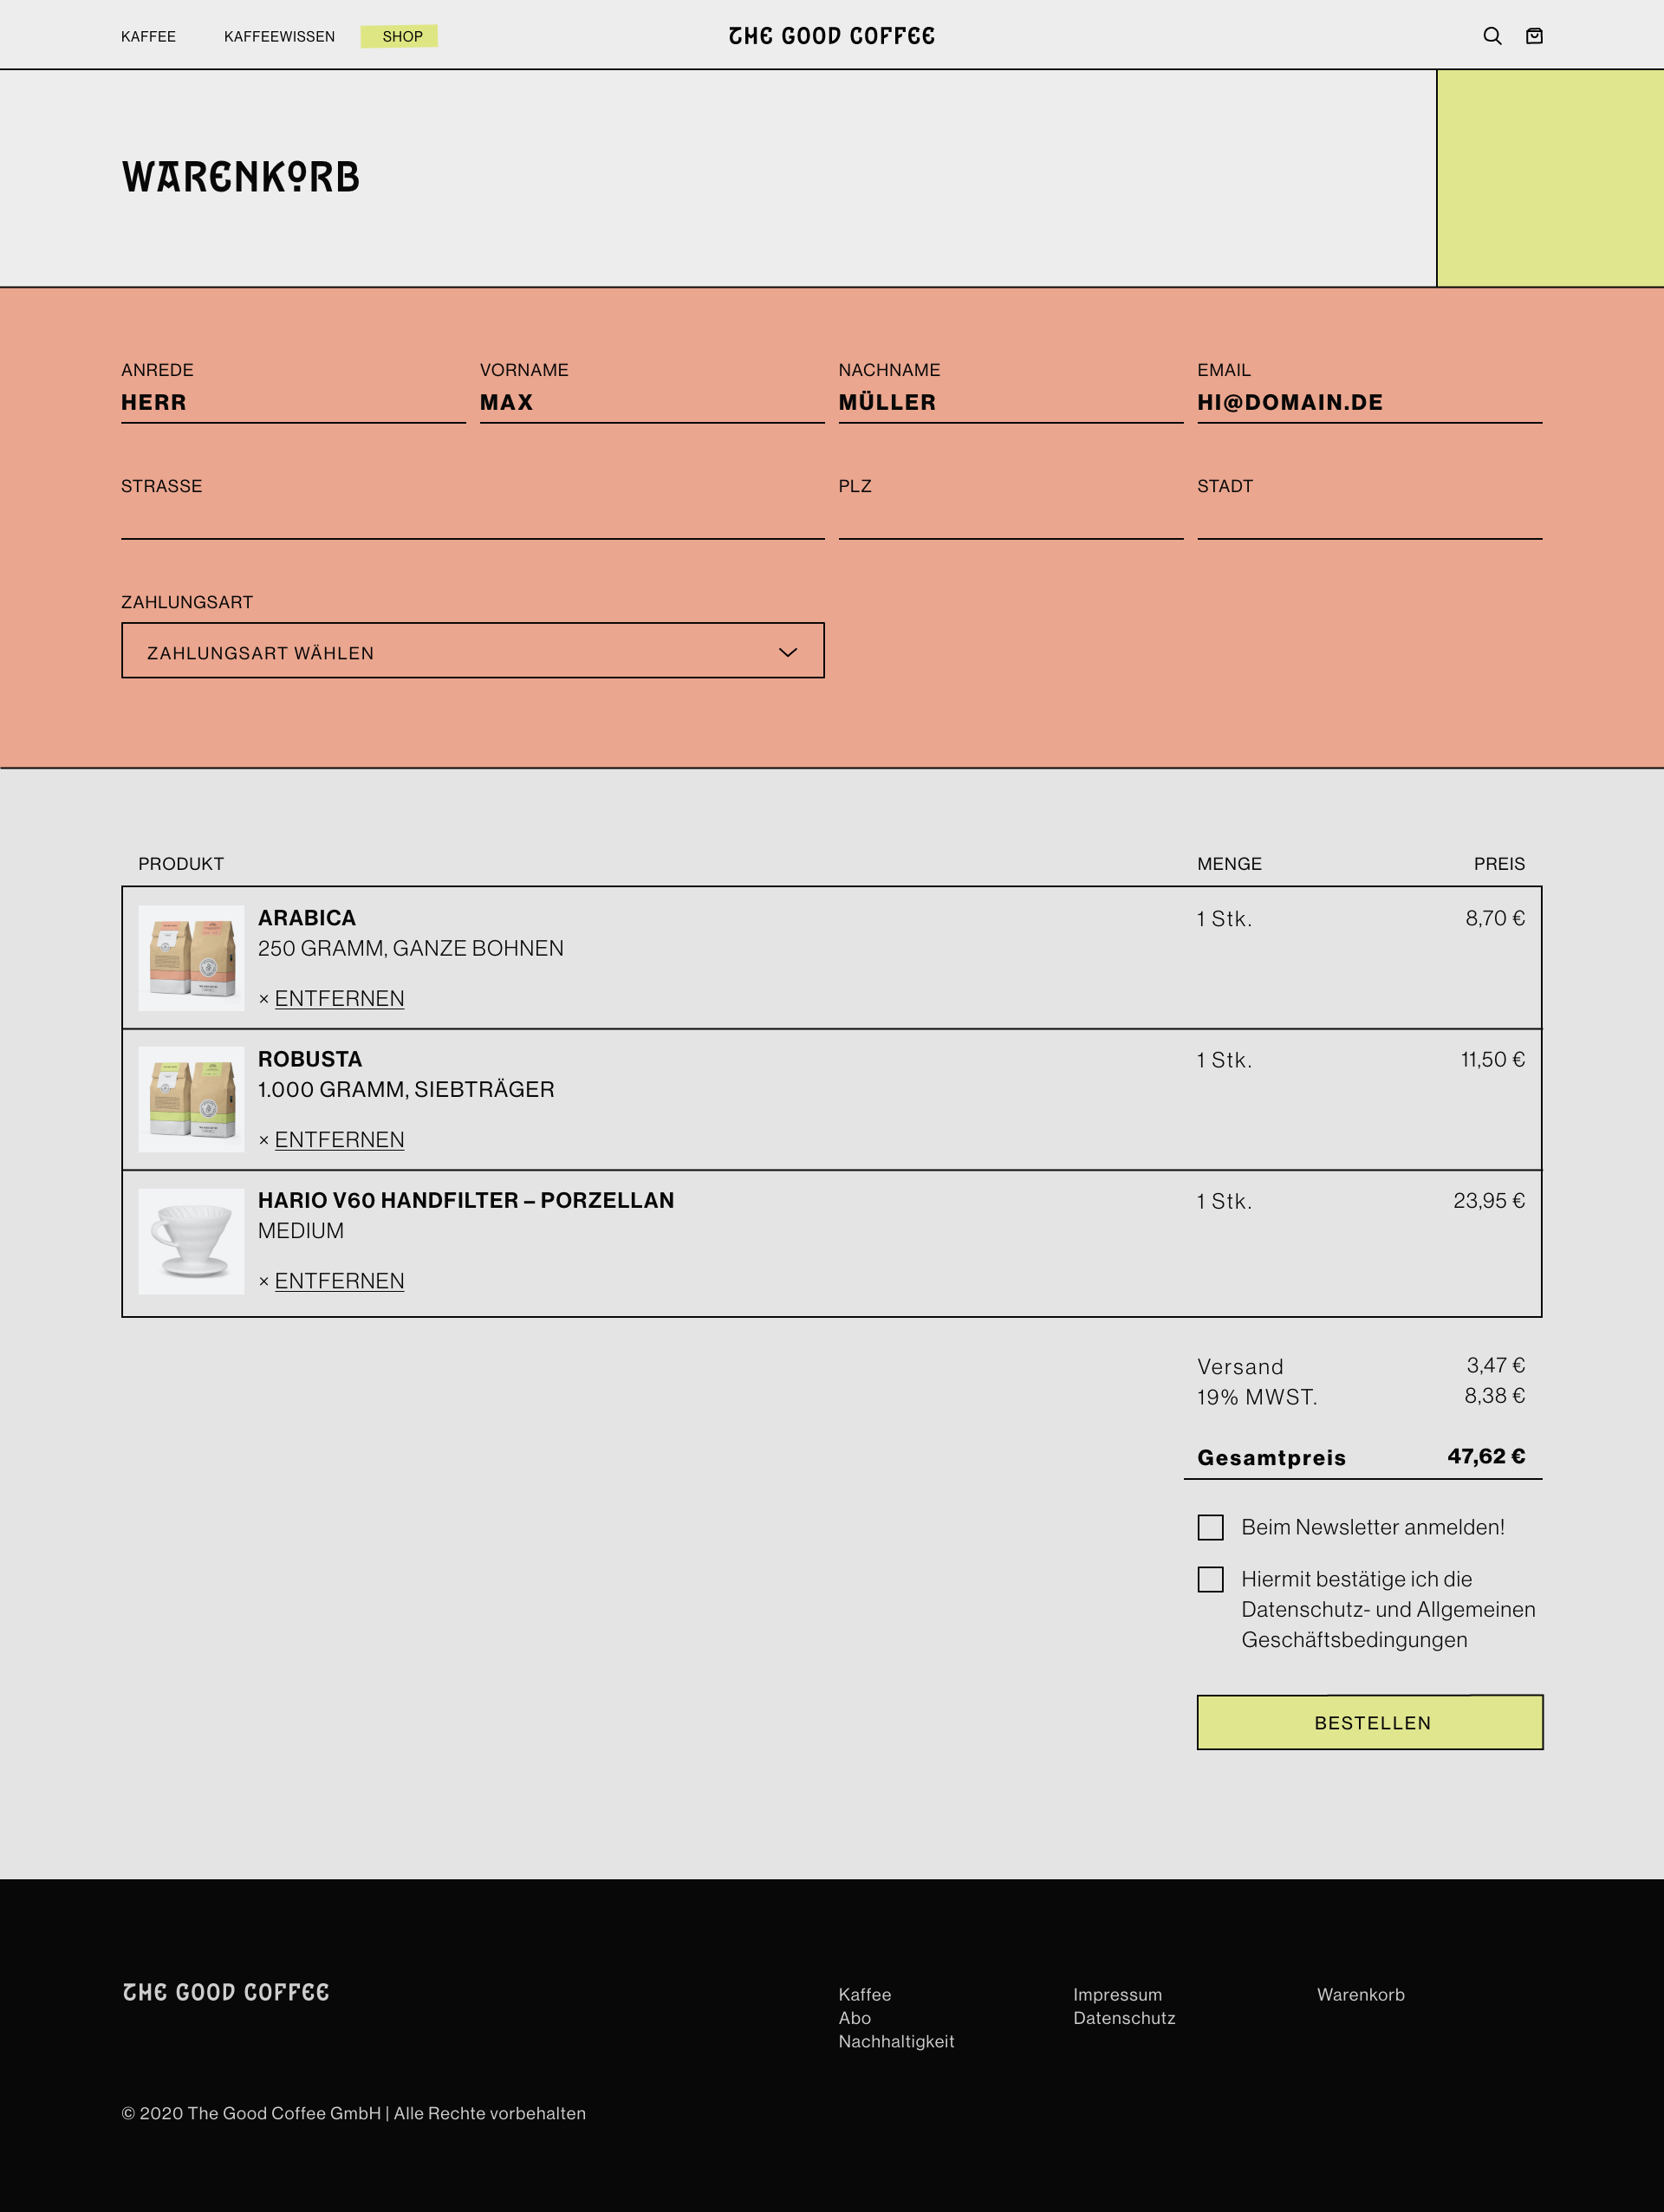 KAFFEE KAFFEEWISSEN SHOP THE GOOD COFFEE
WARENKORB
ANREDE VORNAME NACHNAME EMAIL
HERR MAX MÜLLER HI@DOMAIN.DE
STRASSE PLZ STADT
ZAHLUNGSART
ZAHLUNGSART WÄHLEN
PRODUKT MENGE PREIS
ARABICA 1 Stk. 8,70 €
250 GRAMM, GANZE BOHNEN
× ENTFERNEN
ROBUSTA 1 Stk. 11,50 €
1.000 GRAMM, SIEBTRÄGER
× ENTFERNEN
HARIO V60 HANDFILTER – PORZELLAN 1 Stk. 23,95 €
MEDIUM
× ENTFERNEN
Versand 3,47 €
19% MWST. 8,38 €
Gesamtpreis 47,62 €
Beim Newsletter anmelden!
Hiermit bestätige ich die
Datenschutz- und Allgemeinen
Geschäftsbedingungen
BESTELLEN
THE GOOD COFFEE
Kaffee Impressum Warenkorb
Abo Datenschutz
Nachhaltigkeit
© 2020 The Good Coffee GmbH | Alle Rechte vorbehalten